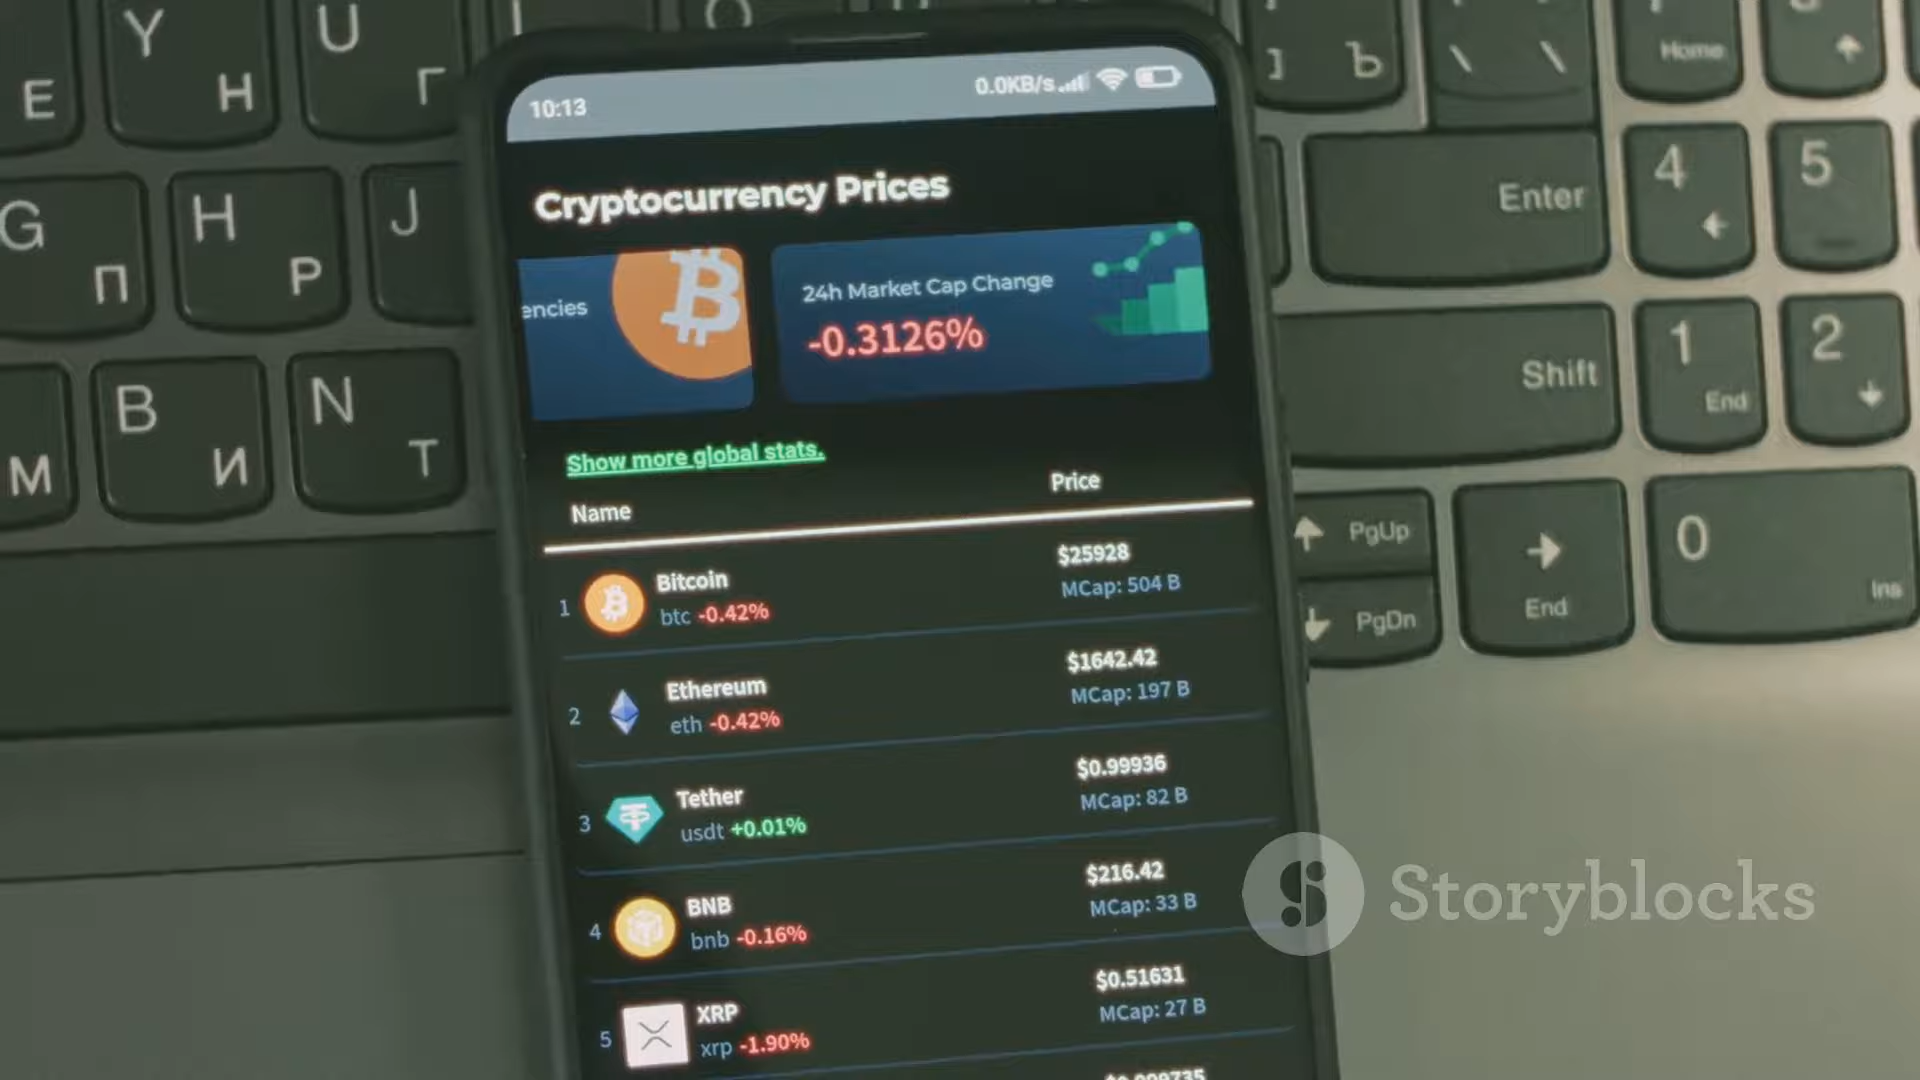 10:13
0.0KB/s
Cryptocurrency Prices
encies
24h Market Cap Change
-0.3126%
Show more global stats.
Name
Price
1
Bitcoin
btc -0.42%
$25928
MCap: 504 B
2
Ethereum
eth -0.42%
$1642.42
MCap: 197 B
3
Tether
usdt +0.01%
$0.99936
MCap: 82 B
4
BNB
bnb -0.16%
$216.42
MCap: 33 B
5
XRP
xrp -1.90%
$0.51631
MCap: 27 B
Y
U
Е
Н
Г
Ъ
Home
G
H
J
П
Р
Enter
4
5
B
N
М
И
Т
Shift
1
End
2
PgUp
PgDn
End
0
Ins
Storyblocks